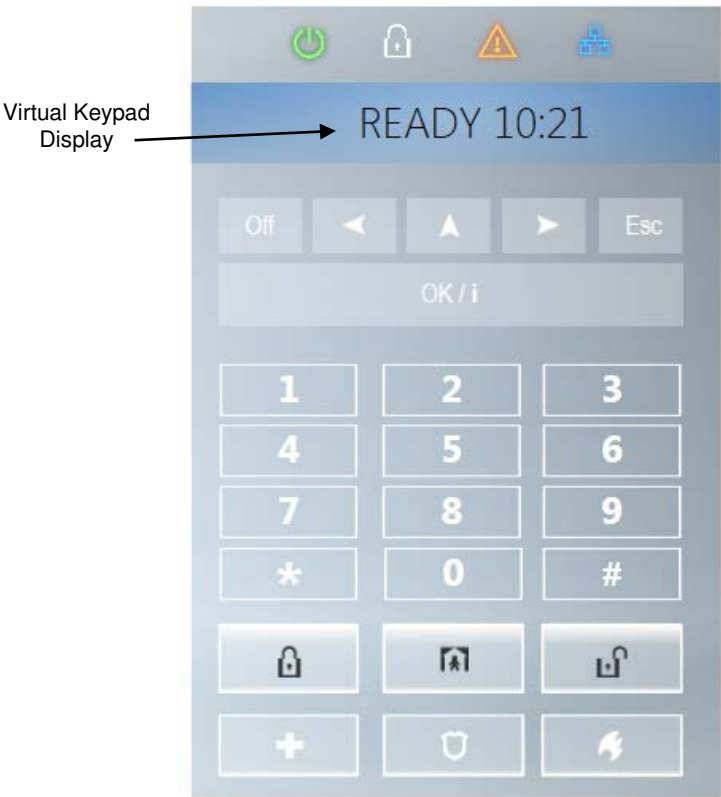 Virtual Keypad
Display
READY 10:21
Off
Esc
OK / i
1 2 3
4 5 6
7 8 9
* 0 #